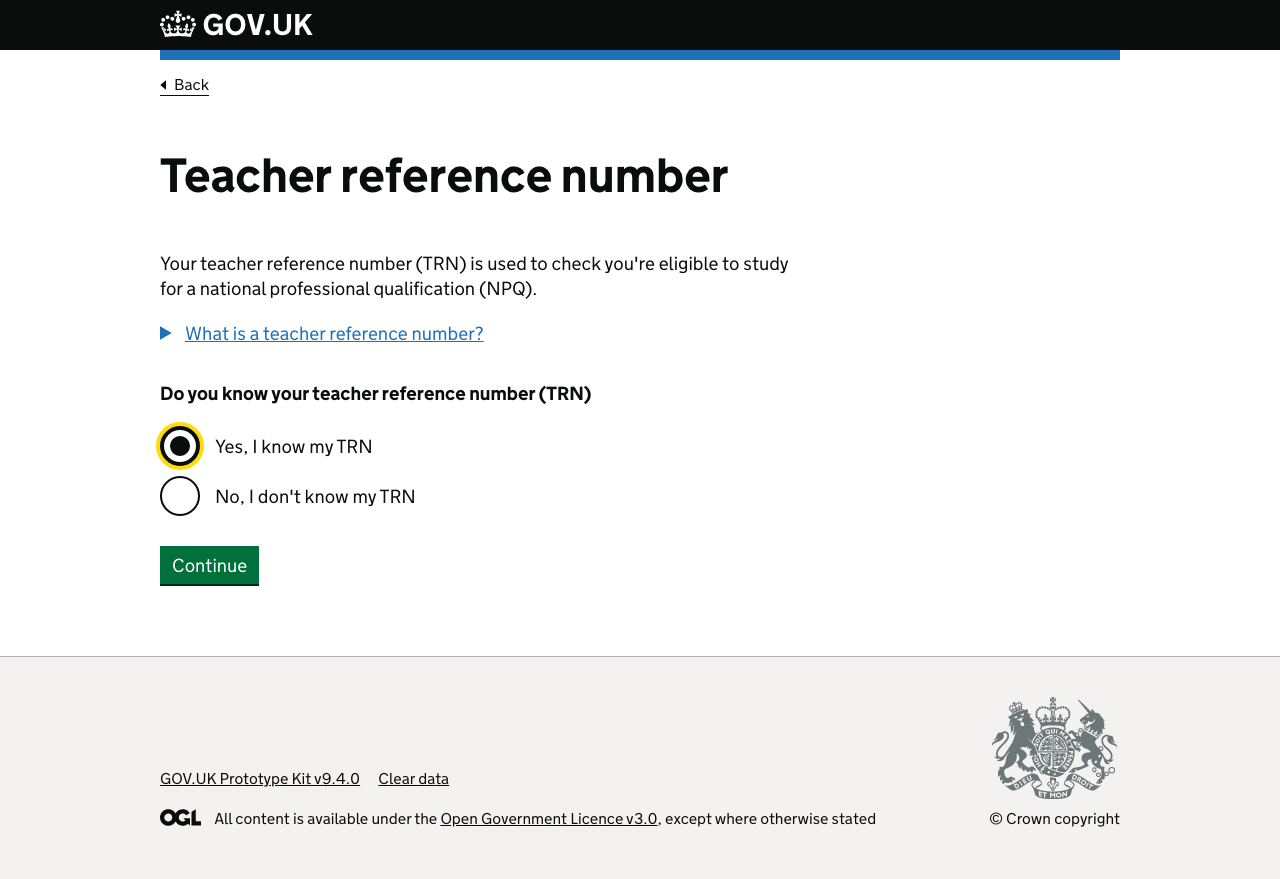 GOV.UK
Back
Teacher reference number
Your teacher reference number (TRN) is used to check you're eligible to study
for a national professional qualification (NPQ).
What is a teacher reference number?
Do you know your teacher reference number (TRN)
Yes, I know my TRN
No, I don't know my TRN
Continue
GOV.UK Prototype Kit v9.4.0 Clear data
OGL All content is available under the Open Government Licence v3.0, except where otherwise stated
© Crown copyright